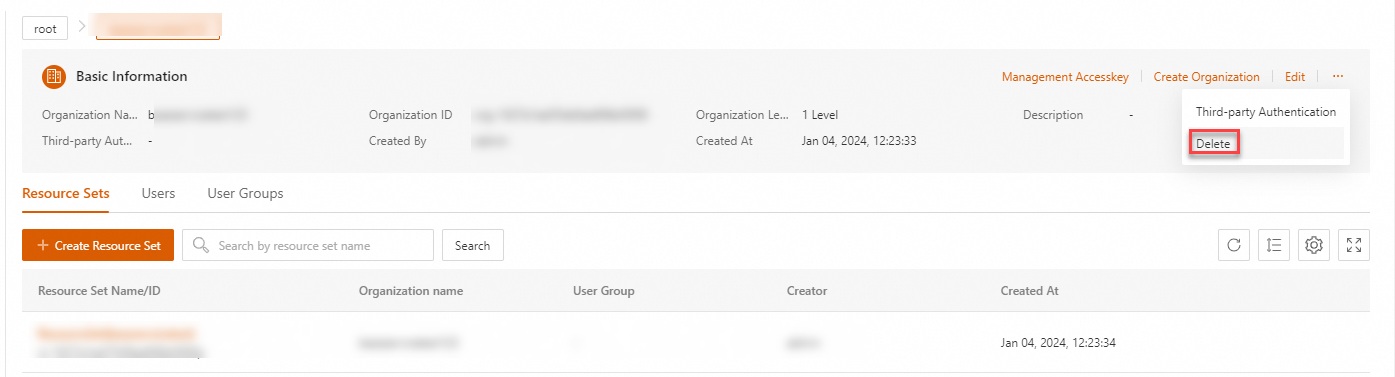 root
Basic Information
Management Accesskey Create Organization Edit ...
Organization Na... b Organization ID Organization Le... 1 Level Description -
Third-party Authentication
Third-party Aut... - Created By Created At Jan 04, 2024, 12:23:33
Delete
Resource Sets Users User Groups
+ Create Resource Set Search by resource set name Search
Resource Set Name/ID Organization name User Group Creator Created At
Jan 04, 2024, 12:23:34